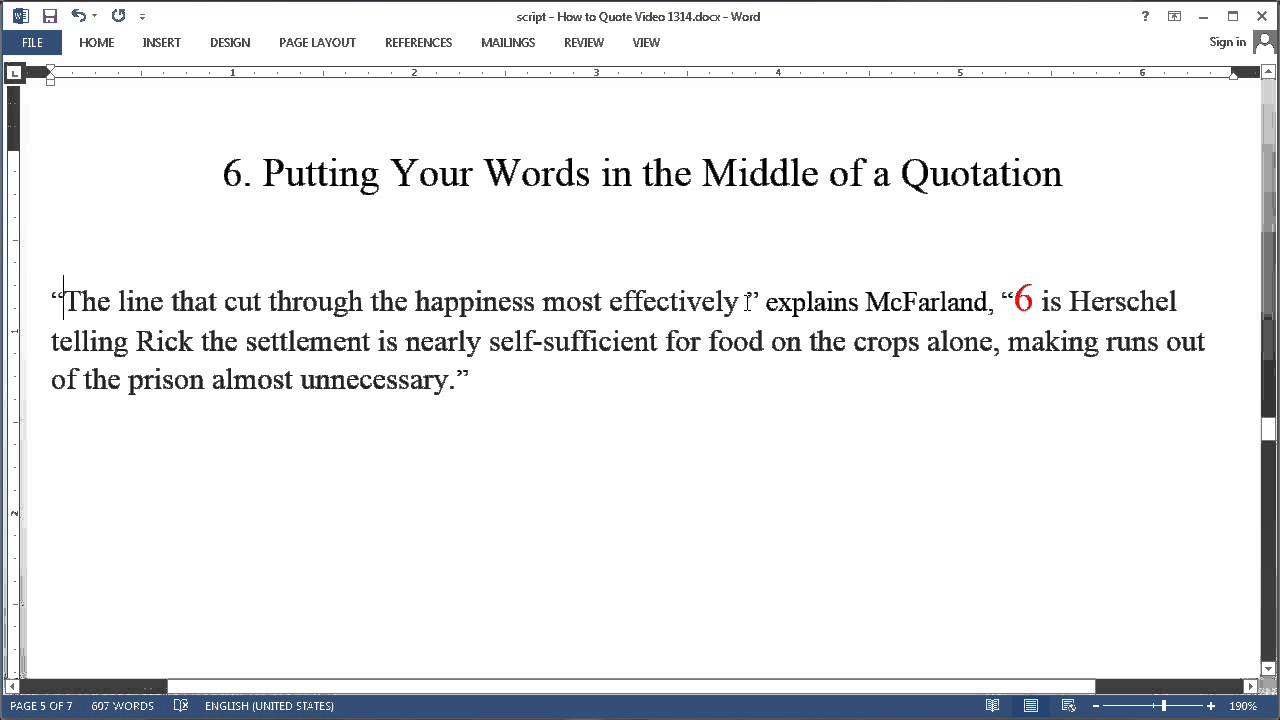 script - How to Quote Video 1314.docx - Word
?
FILE HOME INSERT DESIGN PAGE LAYOUT REFERENCES MAILINGS REVIEW VIEW Sign in
L 1 2 3 4 5 6
6. Putting Your Words in the Middle of a Quotation
“The line that cut through the happiness most effectively ” explains McFarland, “6 is Herschel
telling Rick the settlement is nearly self-sufficient for food on the crops alone, making runs out
of the prison almost unnecessary.”
1
2
PAGE 5 OF 7 607 WORDS ENGLISH (UNITED STATES) - + 190%